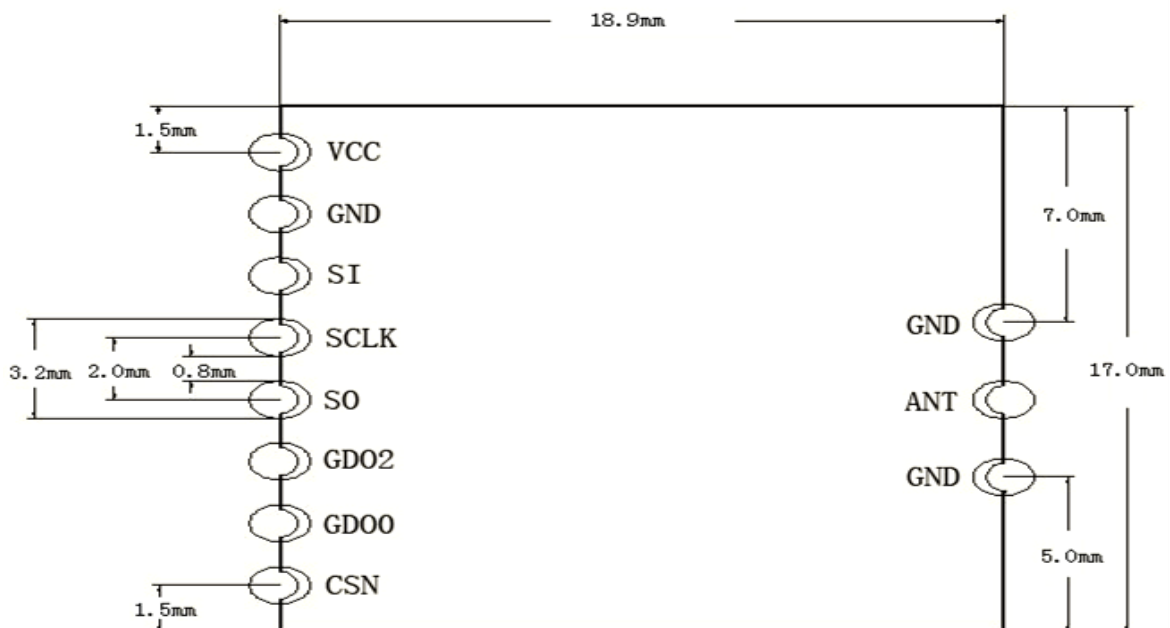 18.9mm
1.5mm
VCC
GND
7.0mm
SI
GND
SCLK
3.2mm 2.0mm 0.8mm
17.0mm
SO
ANT
GDO2
GND
GDO0
5.0mm
CSN
1.5mm